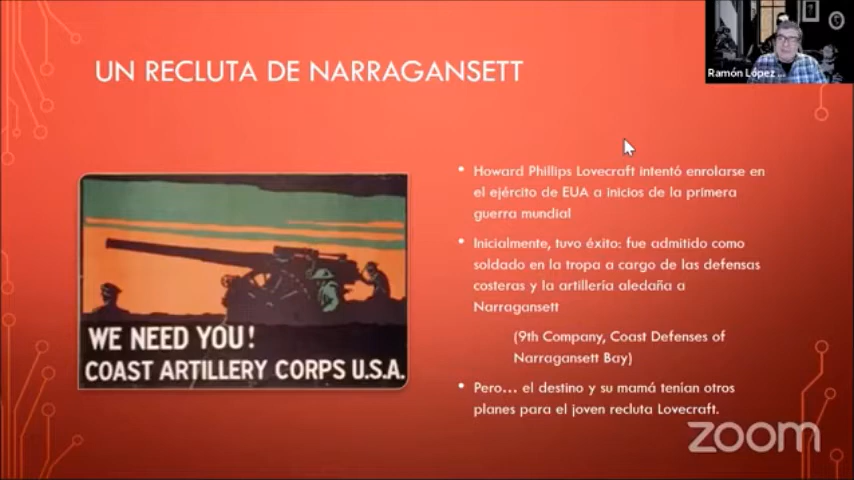 UN RECLUTA DE NARRAGANSETT
Ramón López ...
WE NEED YOU!
COAST ARTILLERY CORPS U.S.A.
• Howard Phillips Lovecraft intentó enrolarse en
el ejército de EUA a inicios de la primera
guerra mundial
• Inicialmente, tuvo éxito: fue admitido como
soldado en la tropa a cargo de las defensas
costeras y la artillería aledaña a
Narragansett
(9th Company, Coast Defenses of
Narragansett Bay)
• Pero... el destino y su mamá tenían otros
planes para el joven recluta Lovecraft.
zoom